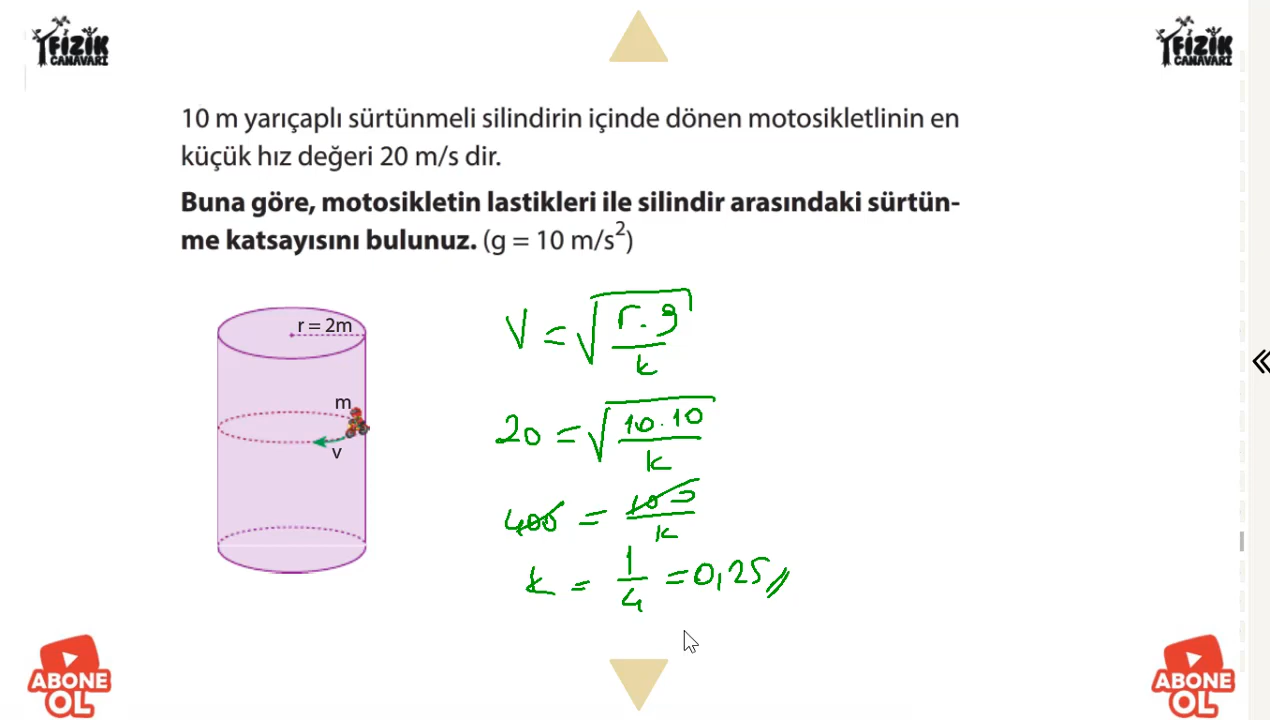 FİZİK
CANAVARI
FİZİK
CANAVARI
10 m yarıçaplı sürtünmeli silindirin içinde dönen motosikletlinin en
küçük hız değeri 20 m/s dir.
Buna göre, motosikletin lastikleri ile silindir arasındaki sürtün-
me katsayısını bulunuz. (g = 10 m/s²)
r = 2m
m
v
V = √(r.g/k)
20 = √(10.10/k)
400 = 100/k
k = 1/4 = 0,25//
ABONE
OL
ABONE
OL